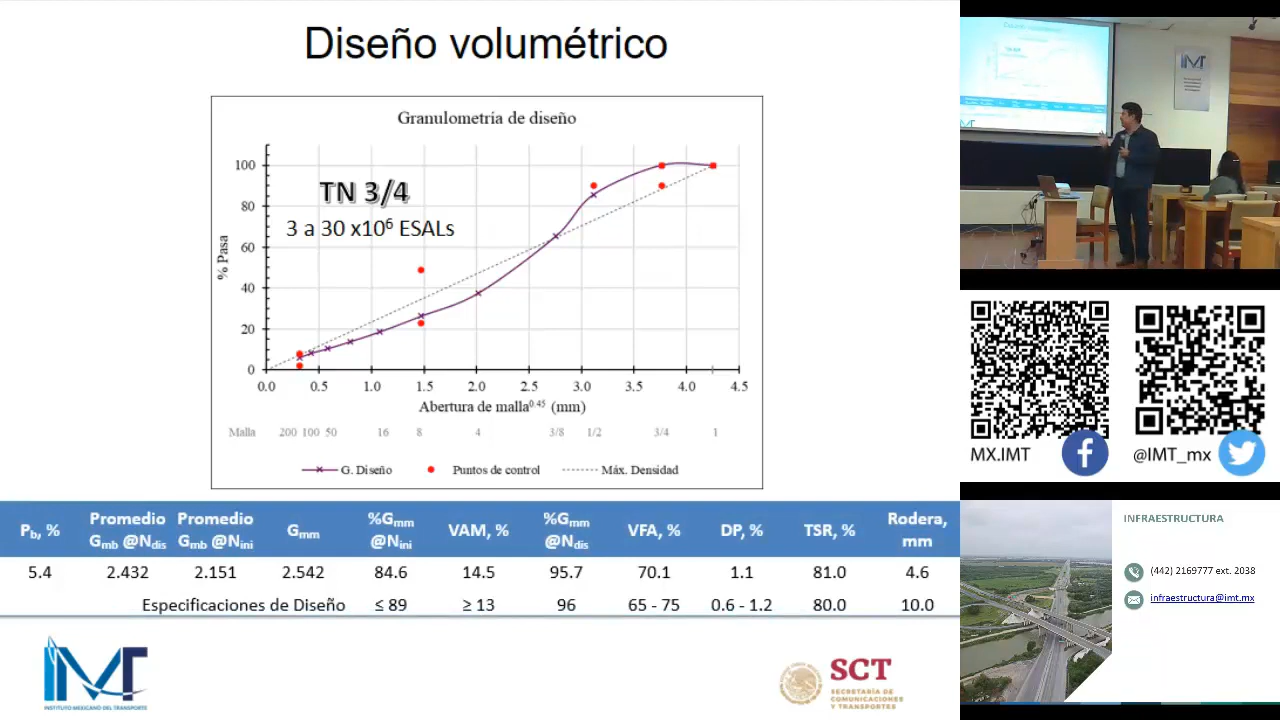 Diseño volumétrico
Granulometría de diseño
TN 3/4
3 a 30 x10⁶ ESALs
% Pasa
100
80
60
40
20
0
0.0 0.5 1.0 1.5 2.0 2.5 3.0 3.5 4.0 4.5
Abertura de malla⁰·⁴⁵ (mm)
Malla 200 100 50 16 8 4 3/8 1/2 3/4 1
G. Diseño Puntos de control Máx. Densidad
Pb, % Promedio Gmb @Ndis Promedio Gmb @Nini Gmm %Gmm @Nini VAM, % %Gmm @Ndis VFA, % DP, % TSR, % Rodera, mm
5.4 2.432 2.151 2.542 84.6 14.5 95.7 70.1 1.1 81.0 4.6
Especificaciones de Diseño ≤ 89 ≥ 13 96 65 - 75 0.6 - 1.2 80.0 10.0
IMT
INSTITUTO MEXICANO DEL TRANSPORTE
SCT
SECRETARÍA DE
COMUNICACIONES
Y TRANSPORTES
IMT
MX.IMT
@IMT_mx
INFRAESTRUCTURA
(442) 2169777 ext. 2038
infraestructura@imt.mx